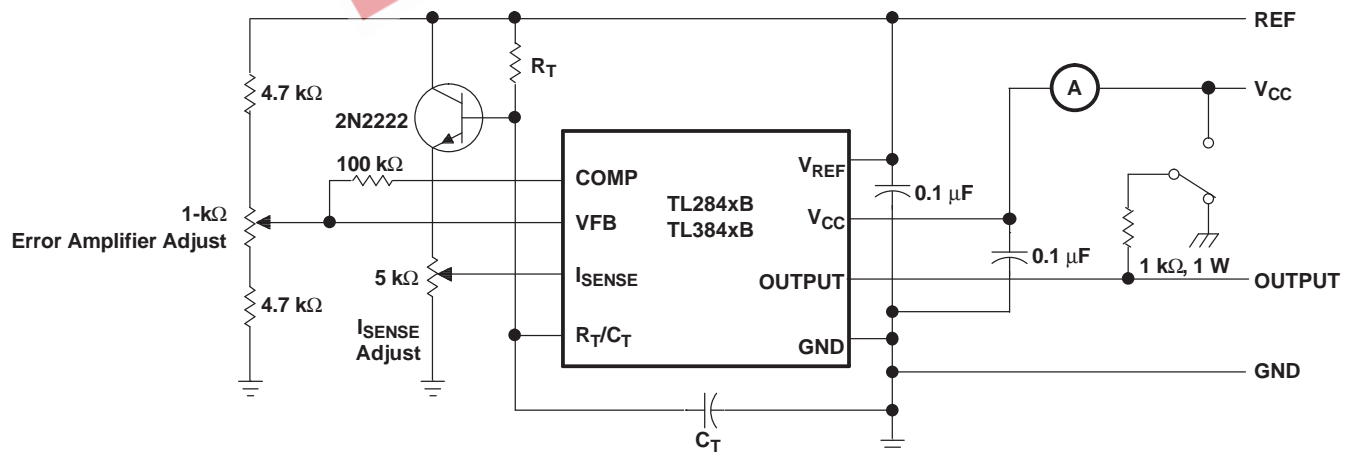 REF
R_T
4.7 kΩ
A
V_CC
2N2222
100 kΩ
COMP
V_REF
TL284xB
TL384xB
0.1 μF
1-kΩ
Error Amplifier Adjust
VFB
V_CC
5 kΩ
I_SENSE
0.1 μF
1 kΩ, 1 W
OUTPUT
OUTPUT
4.7 kΩ
I_SENSE
Adjust
R_T/C_T
GND
GND
C_T